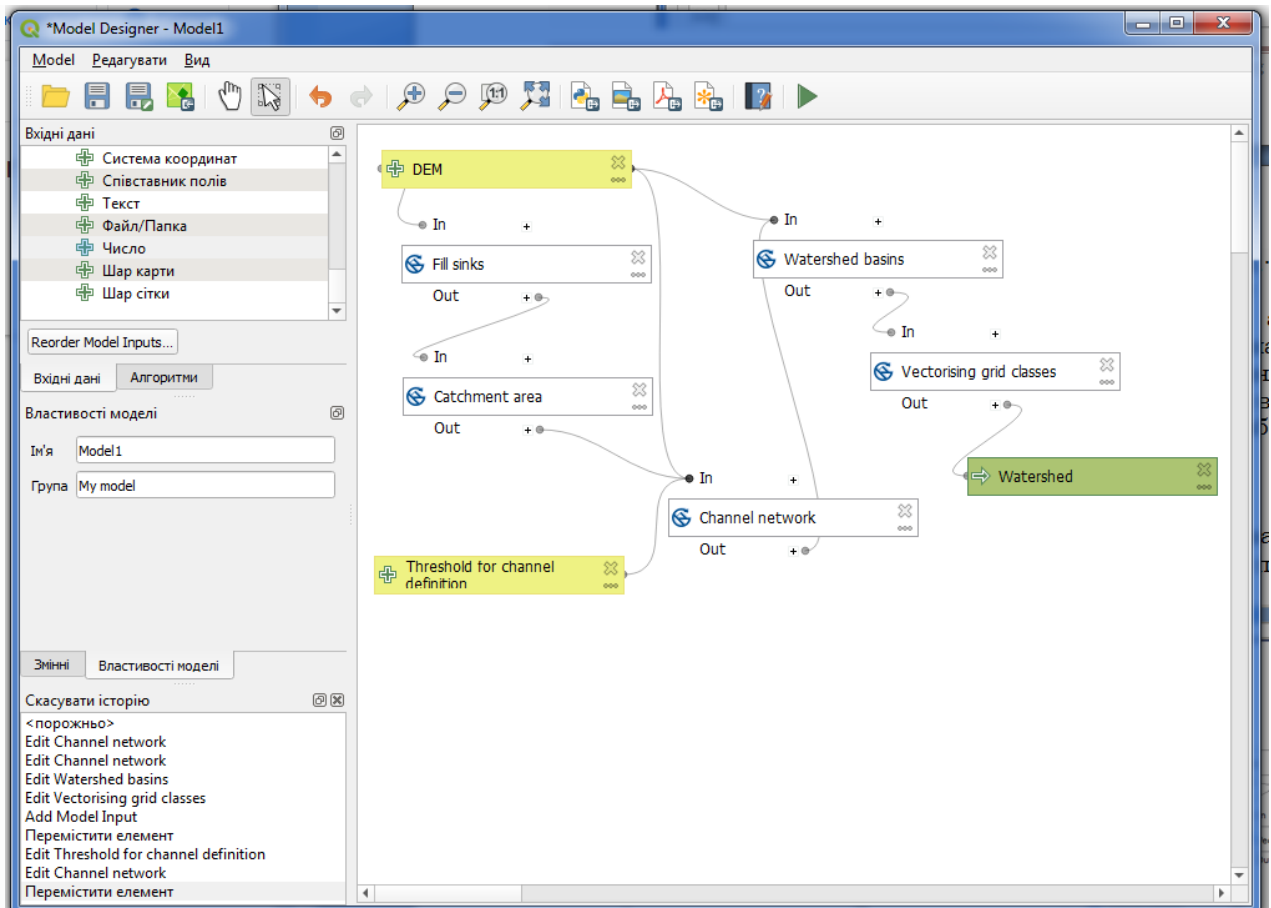 *Model Designer - Model1
Model Редагувати Вид
1:1
Вхідні дані
Система координат
Співставник полів
Текст
Файл/Папка
Число
Шар карти
Шар сітки
Reorder Model Inputs...
Вхідні дані Алгоритми
Властивості моделі
Ім'я Model1
Група My model
Змінні Властивості моделі
Скасувати історію
<порожньо>
Edit Channel network
Edit Channel network
Edit Watershed basins
Edit Vectorising grid classes
Add Model Input
Перемістити елемент
Edit Threshold for channel definition
Edit Channel network
Перемістити елемент
DEM
In +
Fill sinks
Out +
In +
Catchment area
Out +
Threshold for channel
definition
In +
Channel network
Out +
In +
Watershed basins
Out +
In +
Vectorising grid classes
Out +
Watershed